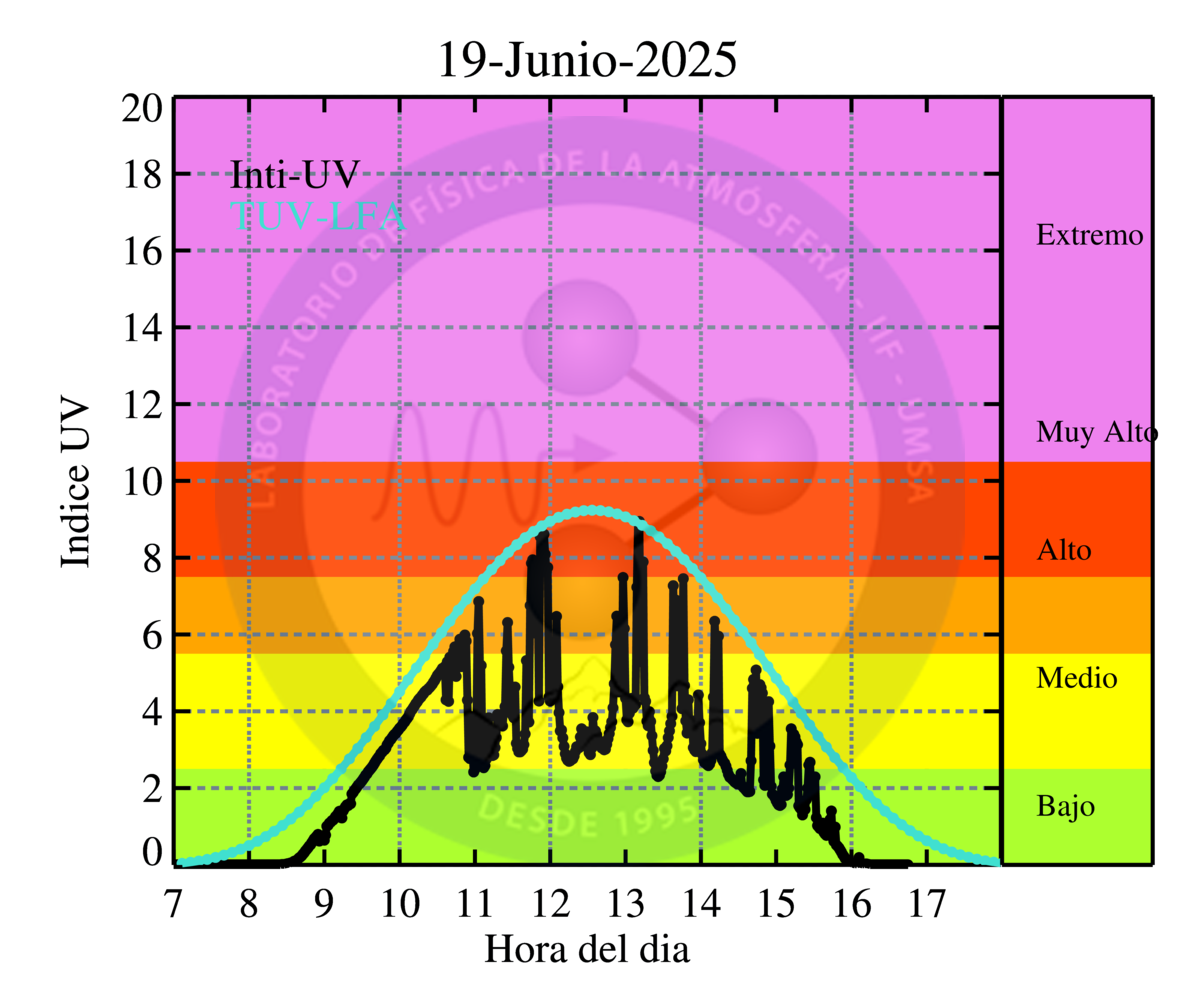 19-Junio-2025
20
18
16
14
12
10
8
6
4
2
0
Indice UV
Inti-UV
TUV-LFA
LABORATORIO DE FÍSICA DE LA ATMÓSFERA - IIF - UMSA
DESDE 1995
Extremo
Muy Alto
Alto
Medio
Bajo
7 8 9 10 11 12 13 14 15 16 17
Hora del dia